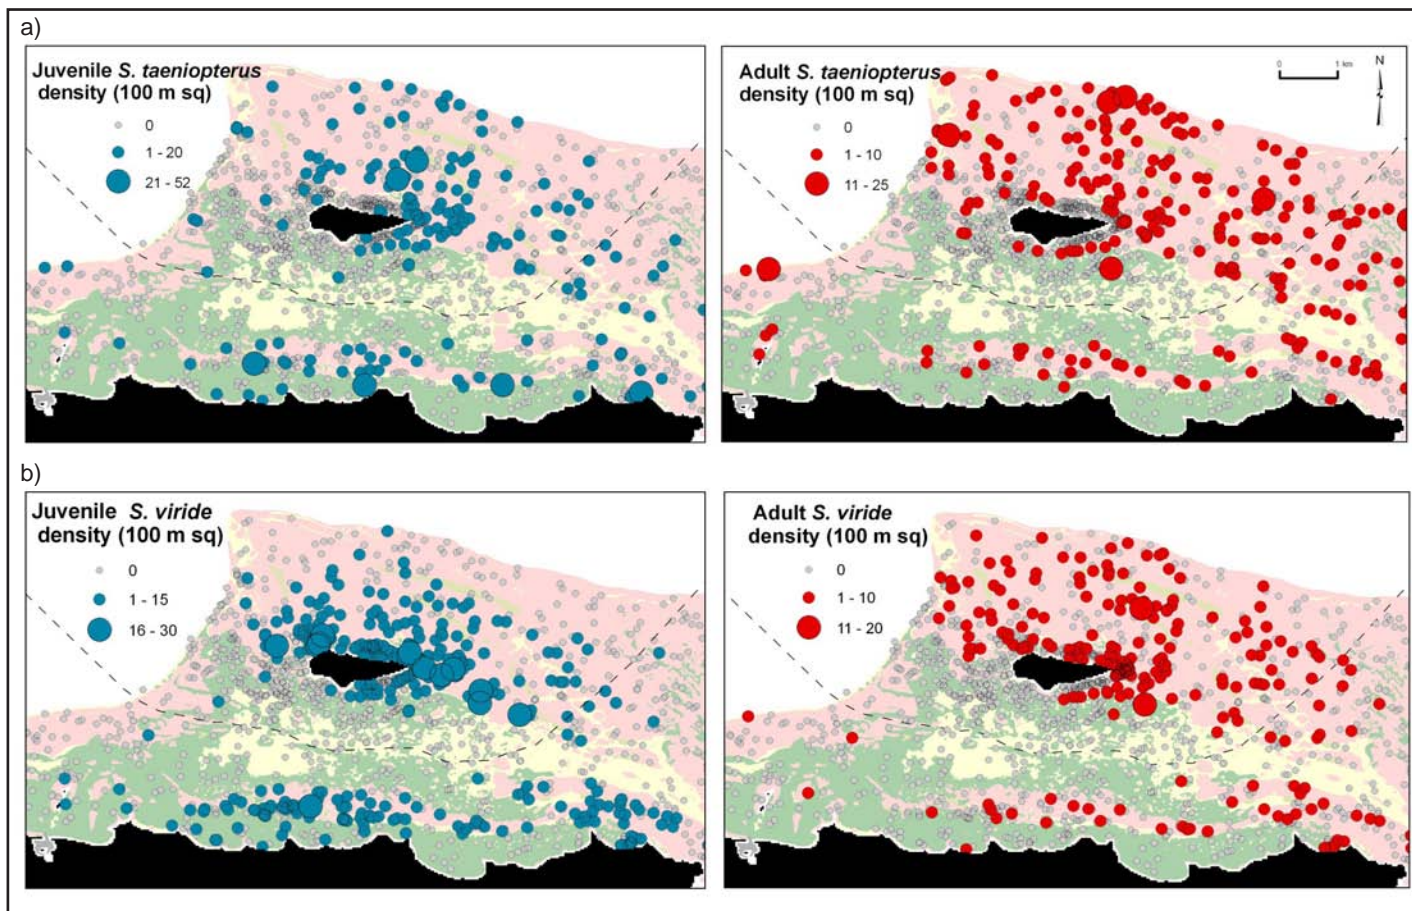 a)
Juvenile S. taeniopterus
density (100 m sq)
0
1 - 20
21 - 52
Adult S. taeniopterus
density (100 m sq)
0
1 - 10
11 - 25
0 1 km
N
b)
Juvenile S. viride
density (100 m sq)
0
1 - 15
16 - 30
Adult S. viride
density (100 m sq)
0
1 - 10
11 - 20